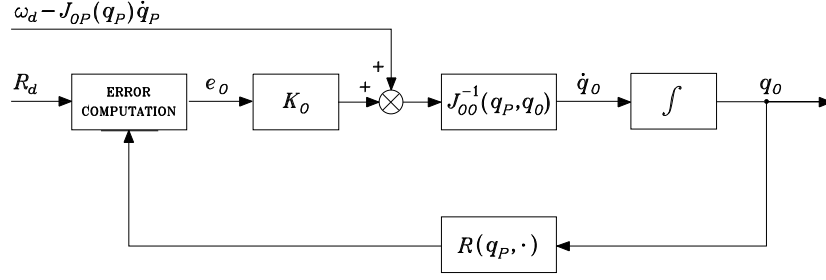 ω_d − J_OP(q_P)q̇_P
R_d
ERROR
COMPUTATION
e_O
K_O
+
+
J_OO^−1(q_P,q_O)
q̇_O
∫
q_O
R(q_P,·)